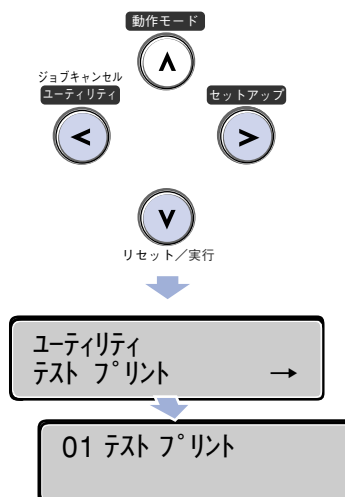 動作モード
ジョブキャンセル
ユーティリティ
セットアップ
リセット／実行
ユーティリティ
テスト プリント →
01 テスト プリント